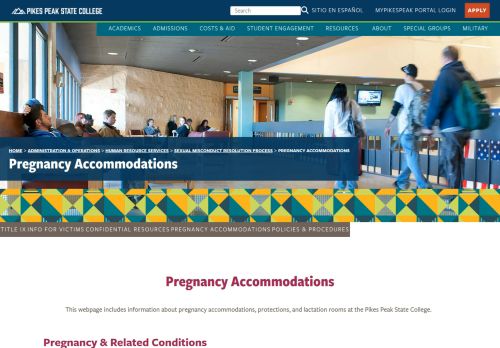 PIKES PEAK STATE COLLEGE
Search
SITIO EN ESPAÑOL
MYPIKESPEAK PORTAL LOGIN
APPLY
ACADEMICS ADMISSIONS COSTS & AID STUDENT ENGAGEMENT RESOURCES ABOUT SPECIAL GROUPS MILITARY
HOME > ADMINISTRATION & OPERATIONS > HUMAN RESOURCE SERVICES > SEXUAL MISCONDUCT RESOLUTION PROCESS > PREGNANCY ACCOMMODATIONS
Pregnancy Accommodations
TITLE IX INFO FOR VICTIMS CONFIDENTIAL RESOURCES PREGNANCY ACCOMMODATIONS POLICIES & PROCEDURES
Pregnancy Accommodations
This webpage includes information about pregnancy accommodations, protections, and lactation rooms at the Pikes Peak State College.
Pregnancy & Related Conditions